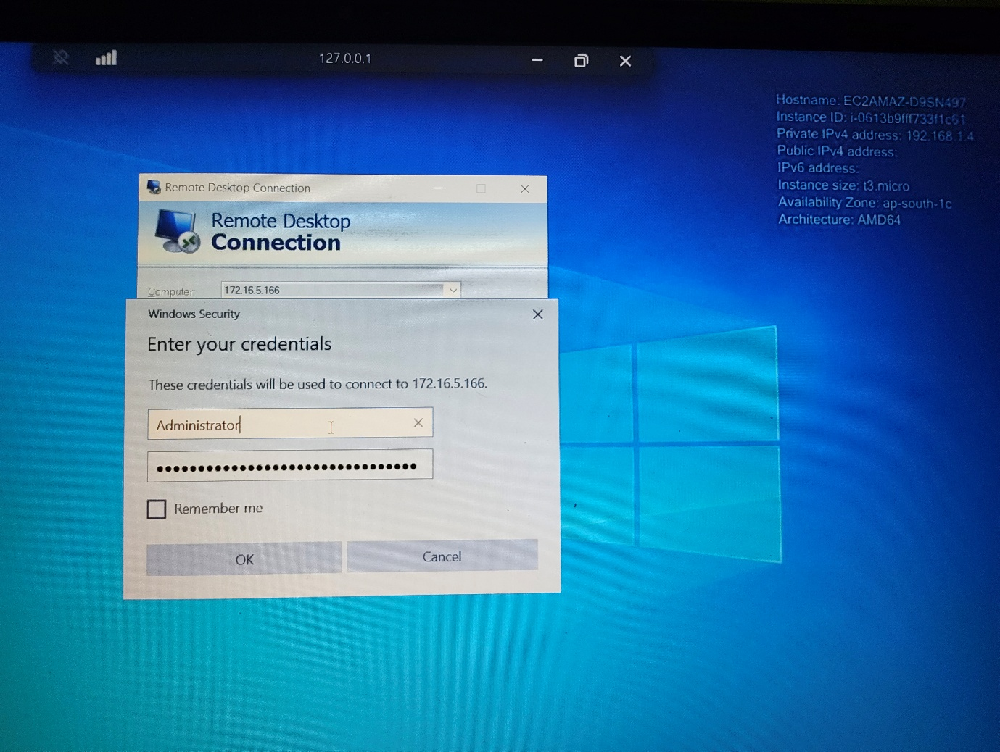 127.0.0.1
Hostname: EC2AMAZ-D9SN497
Instance ID: i-0613b9fff733f1c61
Private IPv4 address: 192.168.1.4
Public IPv4 address:
IPv6 address:
Instance size: t3.micro
Availability Zone: ap-south-1c
Architecture: AMD64
Remote Desktop Connection
Remote Desktop
Connection
Computer: 172.16.5.166
Windows Security
Enter your credentials
These credentials will be used to connect to 172.16.5.166.
Administrator
Remember me
OK Cancel